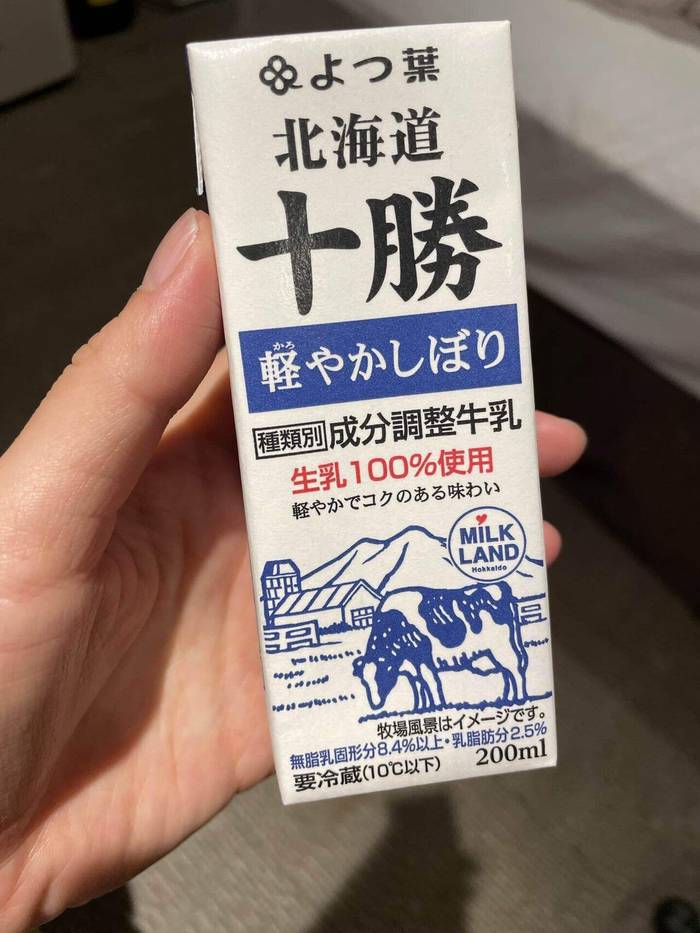 よつ葉
北海道
十勝
かろ
軽やかしぼり
種類別 成分調整牛乳
生乳100%使用
軽やかでコクのある味わい
MILK
LAND
Hokkaido
牧場風景はイメージです。
無脂乳固形分8.4%以上・乳脂肪分2.5%
要冷蔵(10℃以下) 200ml